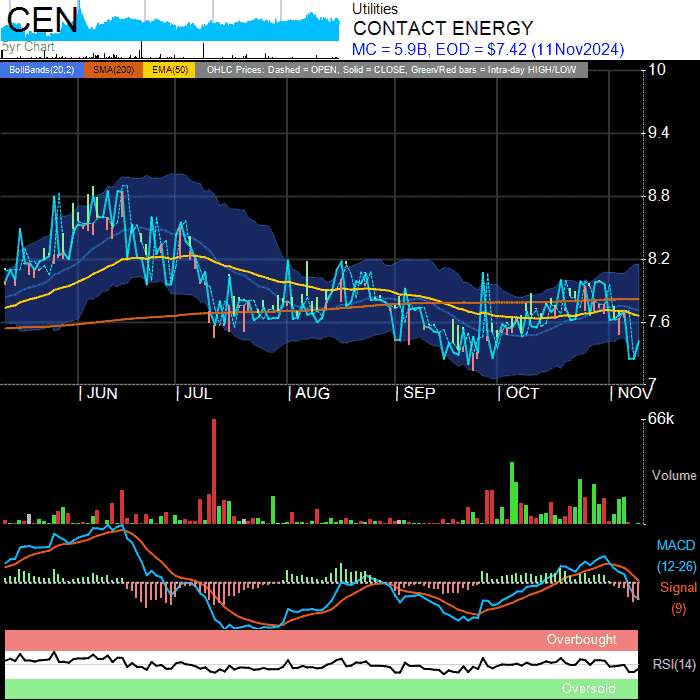 CEN
5yr Chart
Utilities
CONTACT ENERGY
MC = 5.9B, EOD = $7.42 (11Nov2024)
BollBands(20,2) SMA(200) EMA(50) OHLC Prices: Dashed = OPEN, Solid = CLOSE, Green/Red bars = Intra-day HIGH/LOW
10
9.4
8.8
8.2
7.6
7
| JUN | JUL | AUG | SEP | OCT | NOV
66k
Volume
MACD
(12-26)
Signal
(9)
Overbought
RSI(14)
Oversold